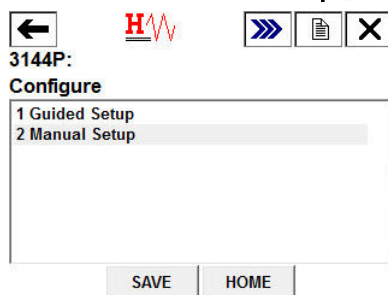 H
3144P:
Configure
1 Guided Setup
2 Manual Setup
SAVE HOME